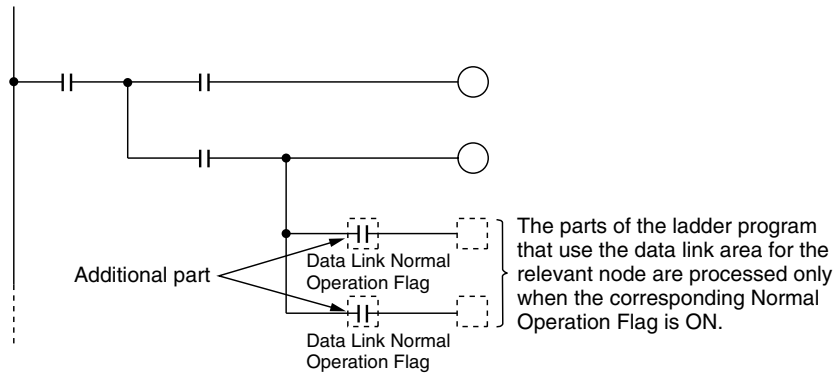 The parts of the ladder program
that use the data link area for the
relevant node are processed only
when the corresponding Normal
Operation Flag is ON.
Additional part
Data Link Normal
Operation Flag
Data Link Normal
Operation Flag